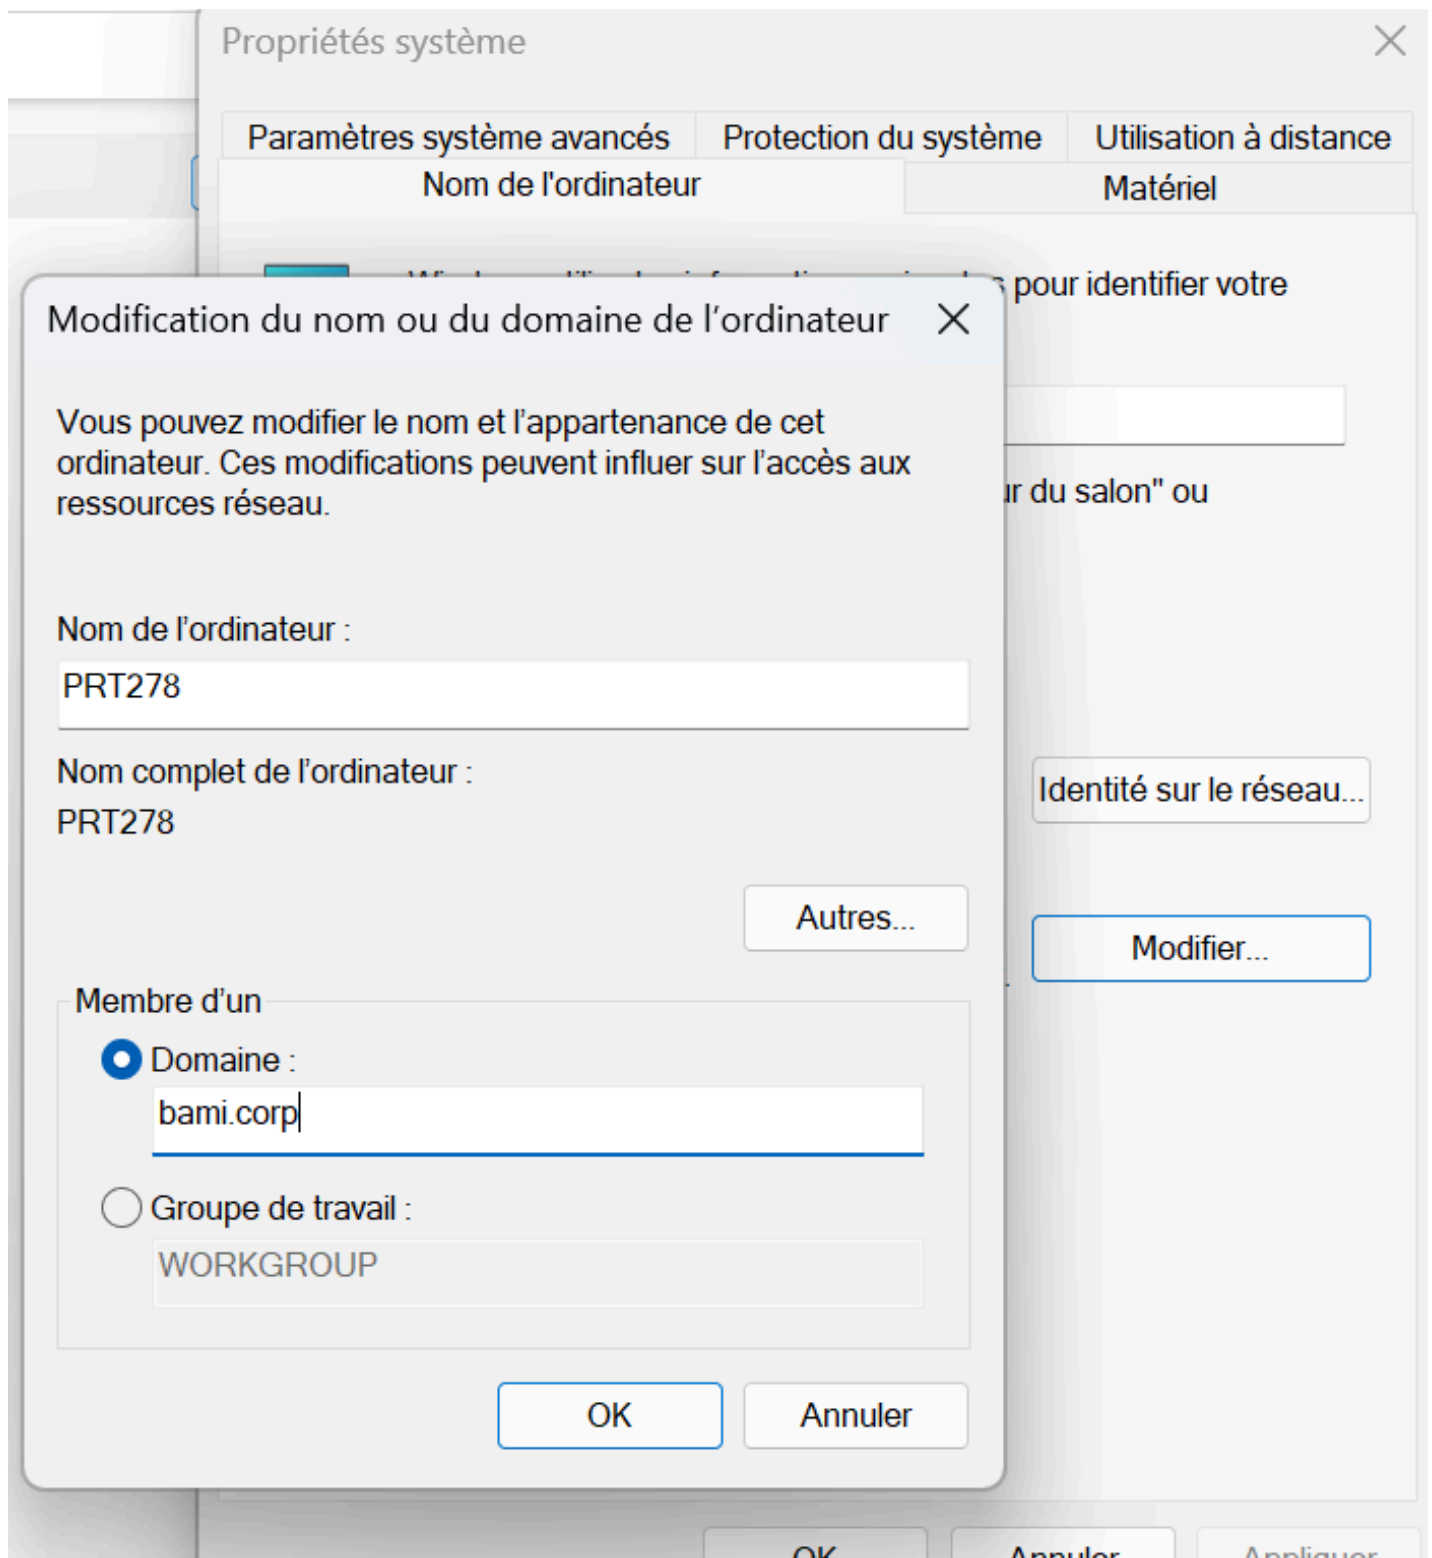 Propriétés système
Paramètres système avancés
Protection du système
Utilisation à distance
Nom de l'ordinateur
Matériel
pour identifier votre
du salon" ou
Identité sur le réseau...
Modifier...
Modification du nom ou du domaine de l’ordinateur
Vous pouvez modifier le nom et l’appartenance de cet
ordinateur. Ces modifications peuvent influer sur l’accès aux
ressources réseau.
Nom de l’ordinateur :
PRT278
Nom complet de l’ordinateur :
PRT278
Autres...
Membre d’un
Domaine :
bami.corp
Groupe de travail :
WORKGROUP
OK
Annuler
OK
Annuler
Appliquer